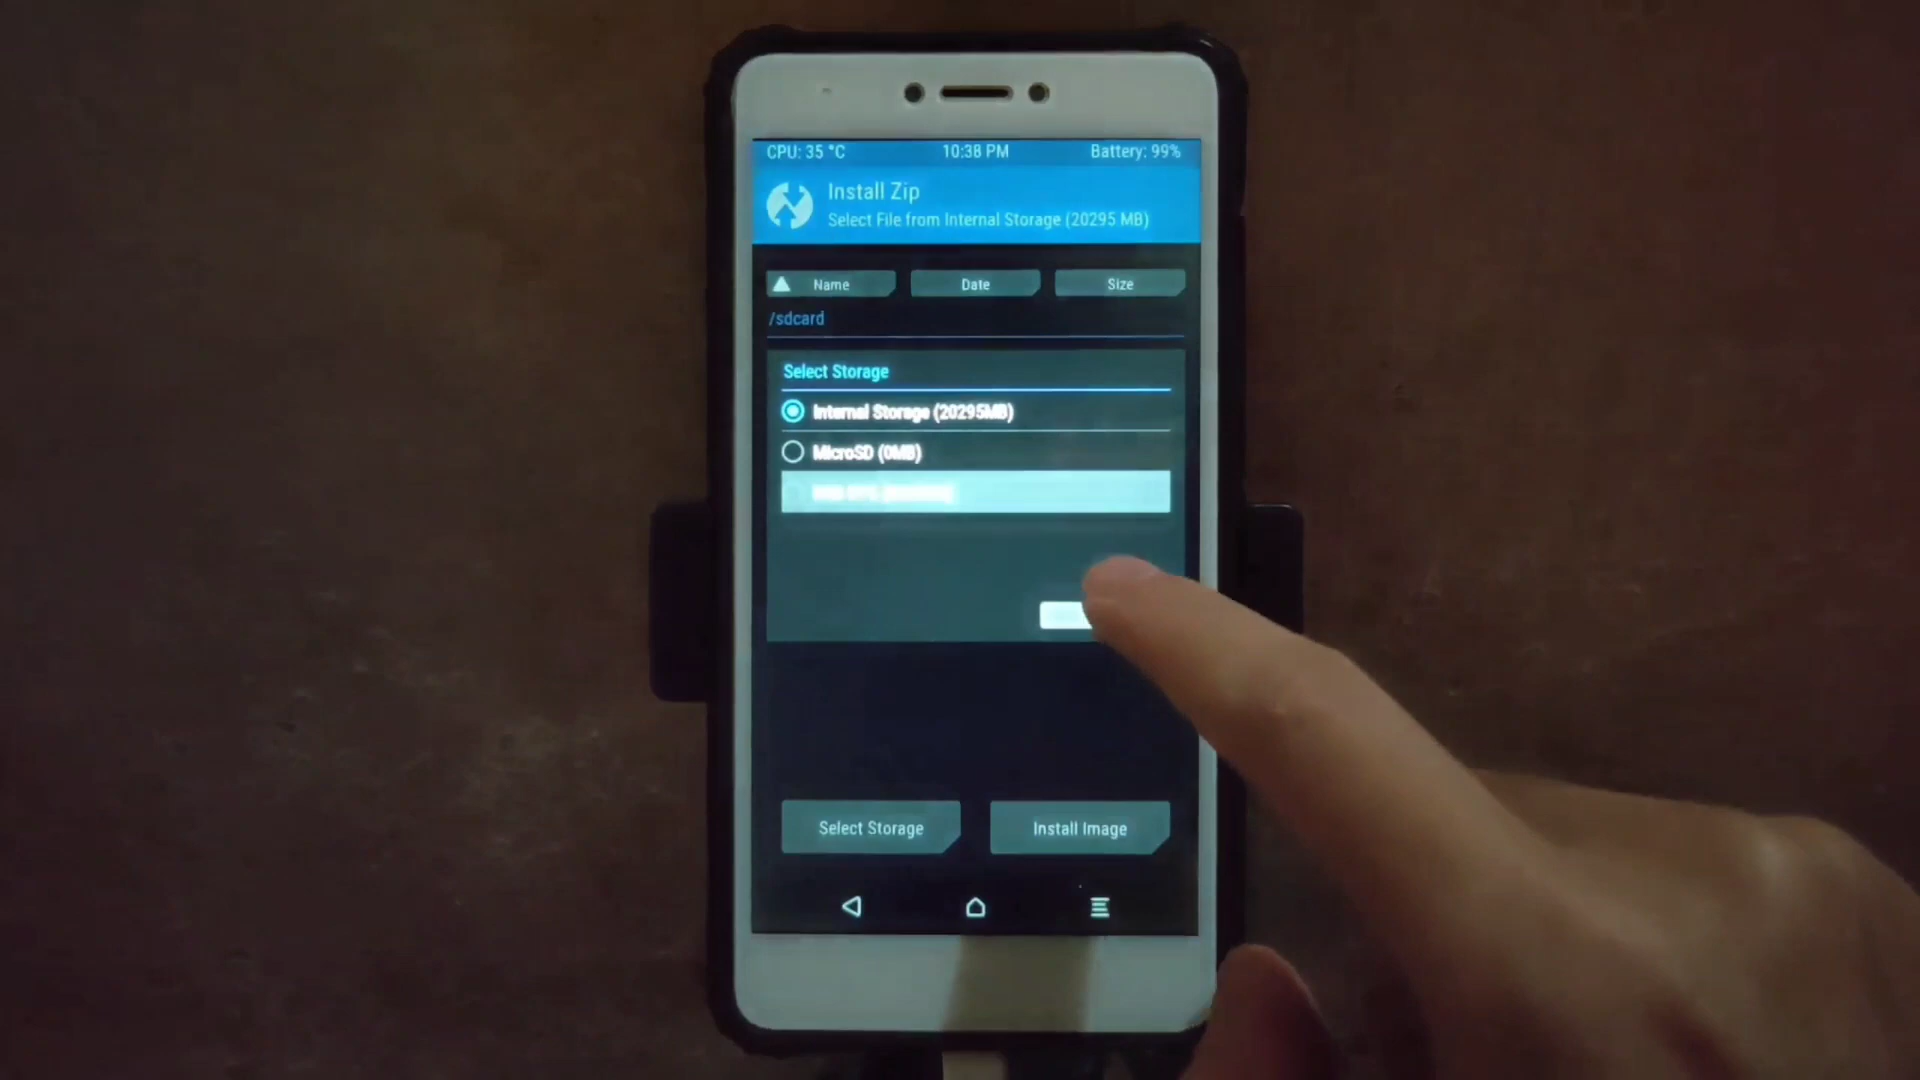 CPU: 35 °C 10:38 PM Battery: 99%
Install Zip
Select File from Internal Storage (20295 MB)
Name Date Size
/sdcard
Select Storage
Internal Storage (20295MB)
MicroSD (0MB)
Select Storage Install Image